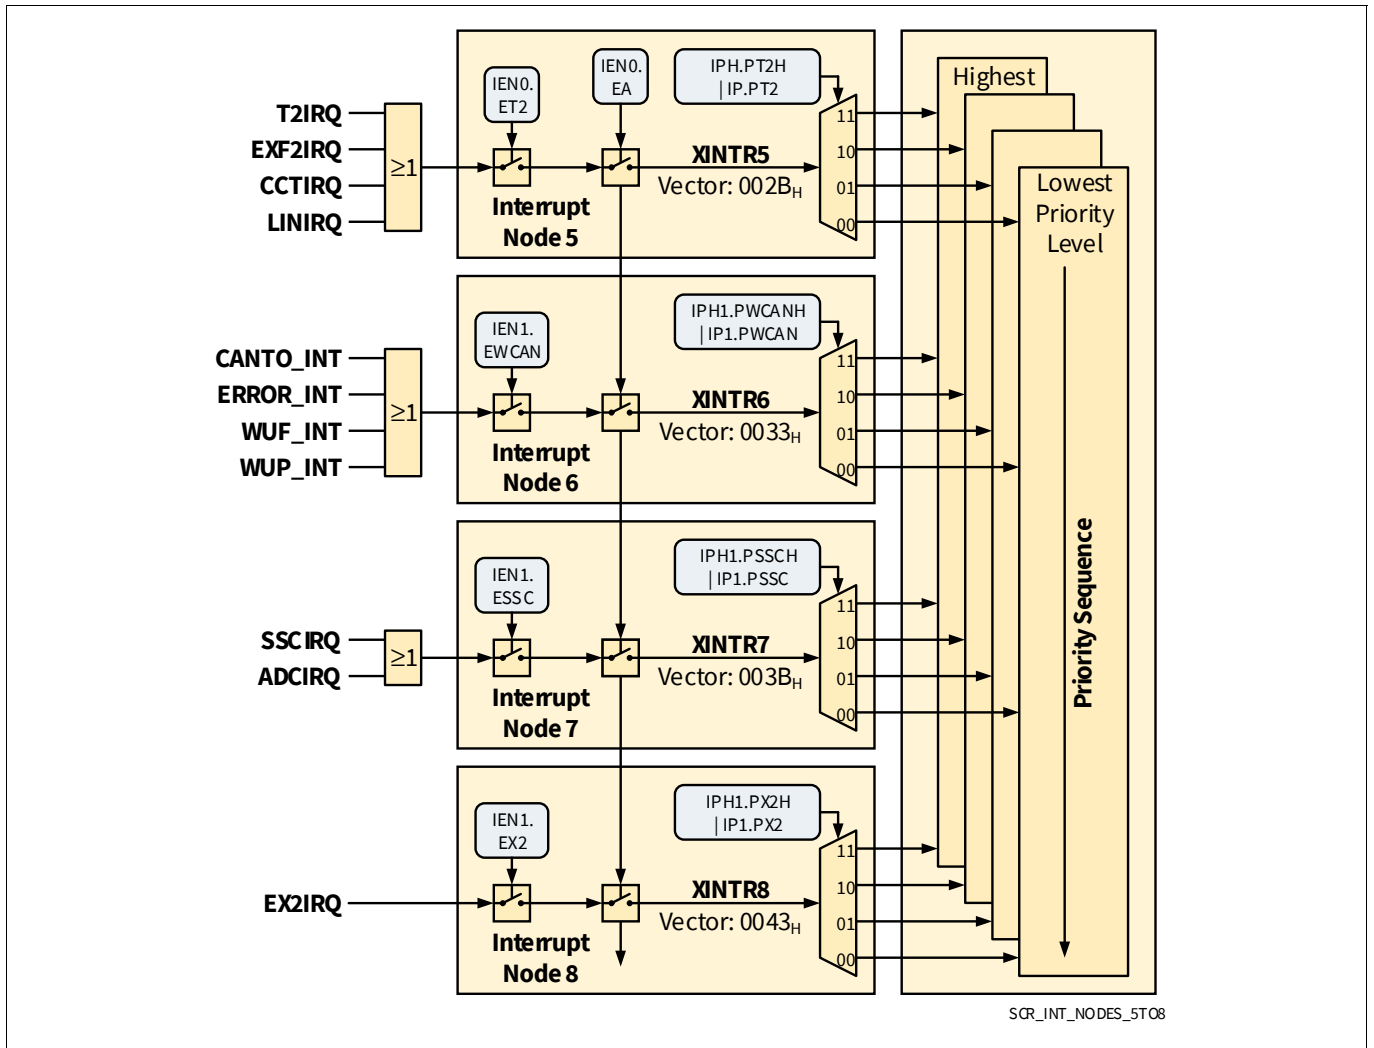 T2IRQ
EXF2IRQ
CCTIRQ
LINIRQ
≥1
IEN0.
ET2
IEN0.
EA
Interrupt
Node 5
XINTR5
Vector: 002BH
IPH.PT2H
| IP.PT2
11
10
01
00
CANTO_INT
ERROR_INT
WUF_INT
WUP_INT
≥1
IEN1.
EWCAN
Interrupt
Node 6
XINTR6
Vector: 0033H
IPH1.PWCANH
| IP1.PWCAN
11
10
01
00
SSCIRQ
ADCIRQ
≥1
IEN1.
ESSC
Interrupt
Node 7
XINTR7
Vector: 003BH
IPH1.PSSCH
| IP1.PSSC
11
10
01
00
EX2IRQ
IEN1.
EX2
Interrupt
Node 8
XINTR8
Vector: 0043H
IPH1.PX2H
| IP1.PX2
11
10
01
00
Highest
Lowest
Priority
Level
Priority Sequence
SCR_INT_NODES_5TO8